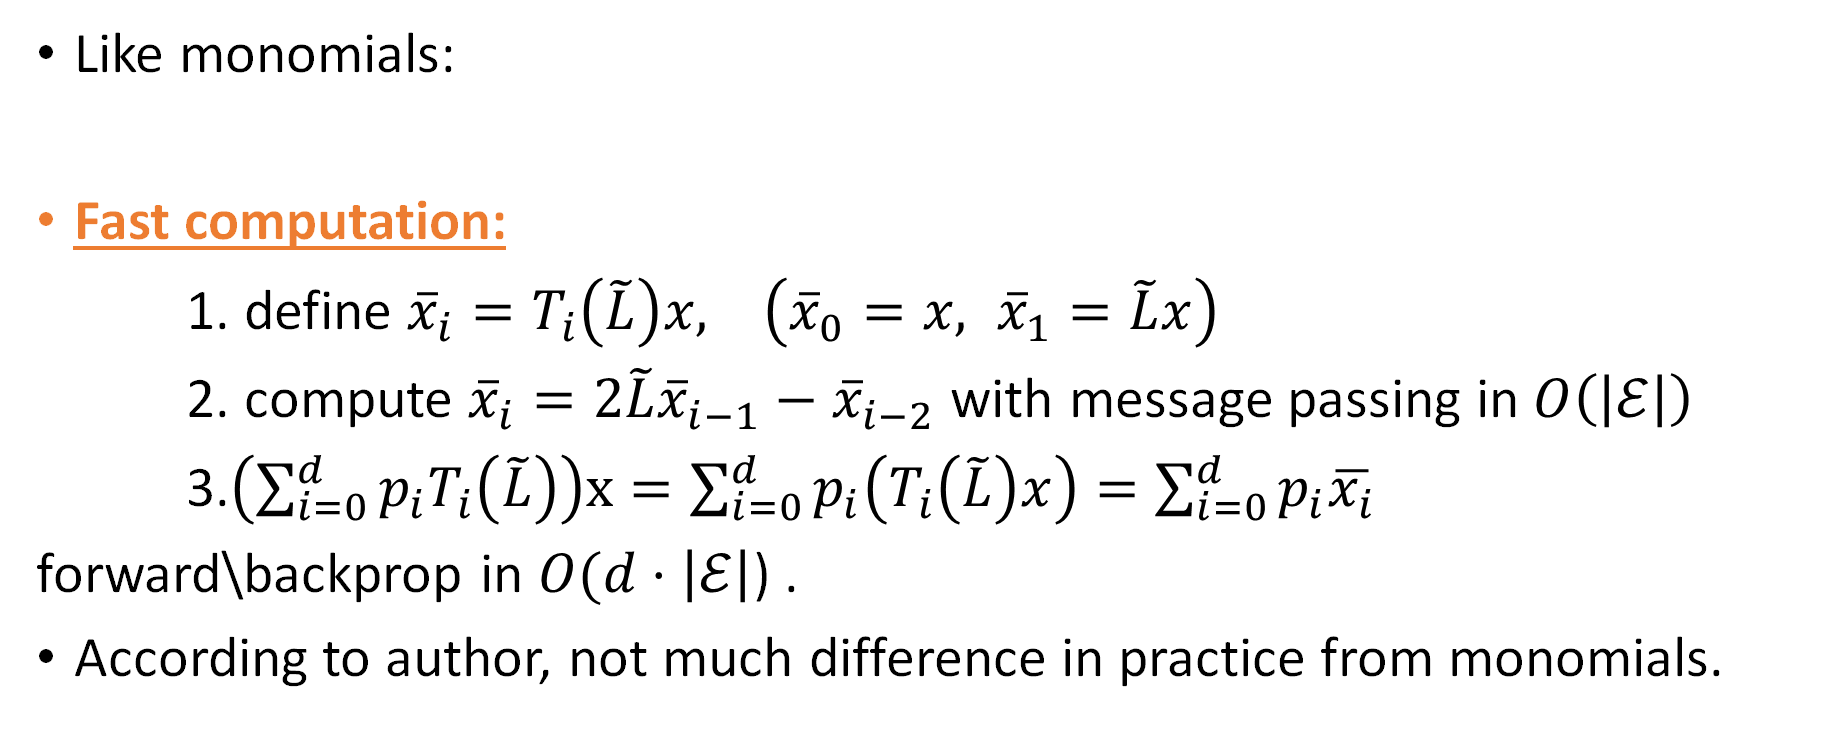 • Like monomials:
• Fast computation:
1. define x̄ᵢ = Tᵢ(L̃)x, (x̄₀ = x, x̄₁ = L̃x)
2. compute x̄ᵢ = 2L̃x̄ᵢ₋₁ − x̄ᵢ₋₂ with message passing in O(|ℰ|)
3.(∑ᵢ₌₀ᵈ pᵢTᵢ(L̃))x = ∑ᵢ₌₀ᵈ pᵢ(Tᵢ(L̃)x) = ∑ᵢ₌₀ᵈ pᵢx̄ᵢ
forward\backprop in O(d · |ℰ|) .
• According to author, not much difference in practice from monomials.